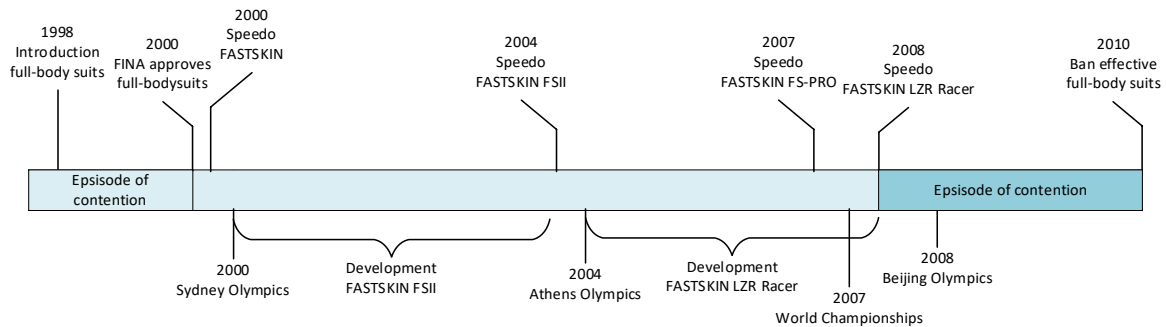 1998
Introduction
full-body suits
2000
FINA approves
full-bodysuits
2000
Speedo
FASTSKIN
2004
Speedo
FASTSKIN FSII
2007
Speedo
FASTSKIN FS-PRO
2008
Speedo
FASTSKIN LZR Racer
2010
Ban effective
full-body suits
Epsisode of
contention
Epsisode of contention
2000
Sydney Olympics
Development
FASTSKIN FSII
2004
Athens Olympics
Development
FASTSKIN LZR Racer
2007
World Championships
2008
Beijing Olympics